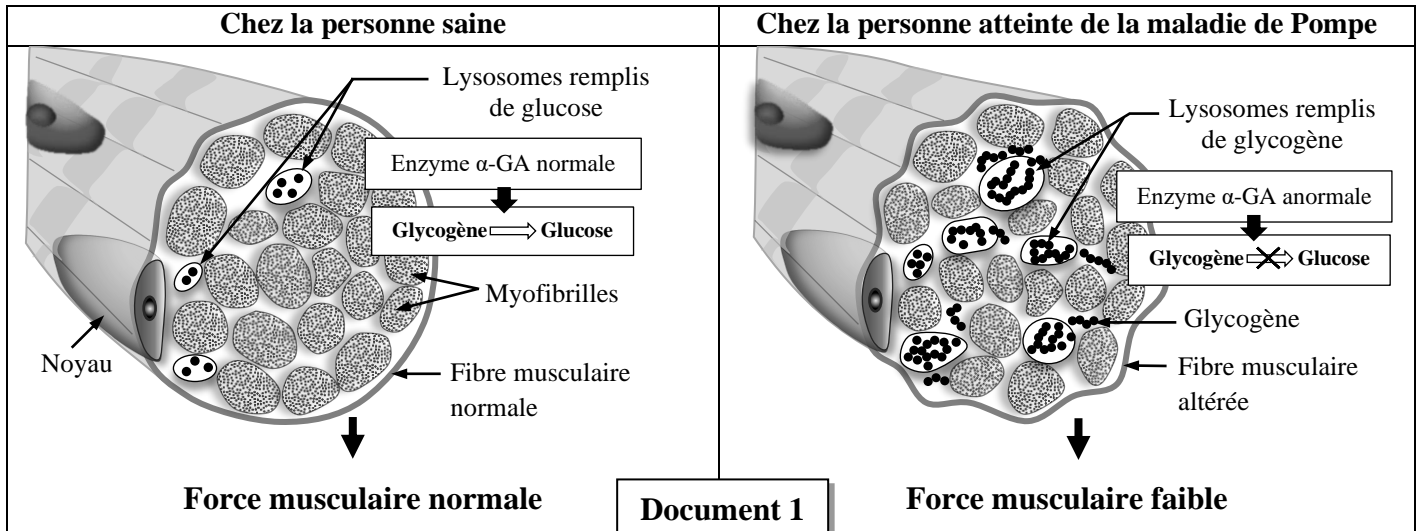 Chez la personne saine
Lysosomes remplis
de glucose
Enzyme α-GA normale
Glycogène
Glucose
Myofibrilles
Noyau
Fibre musculaire
normale
Force musculaire normale
Chez la personne atteinte de la maladie de Pompe
Lysosomes remplis
de glycogène
Enzyme α-GA anormale
Glycogène
Glucose
Glycogène
Fibre musculaire
altérée
Force musculaire faible
Document 1